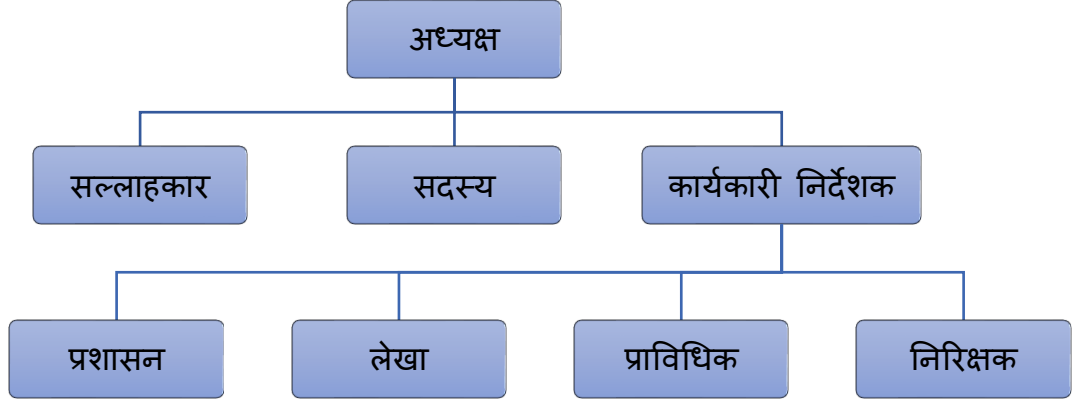 अध्यक्ष
सल्लाहकार
सदस्य
कार्यकारी निर्देशक
प्रशासन
लेखा
प्राविधिक
निरिक्षक